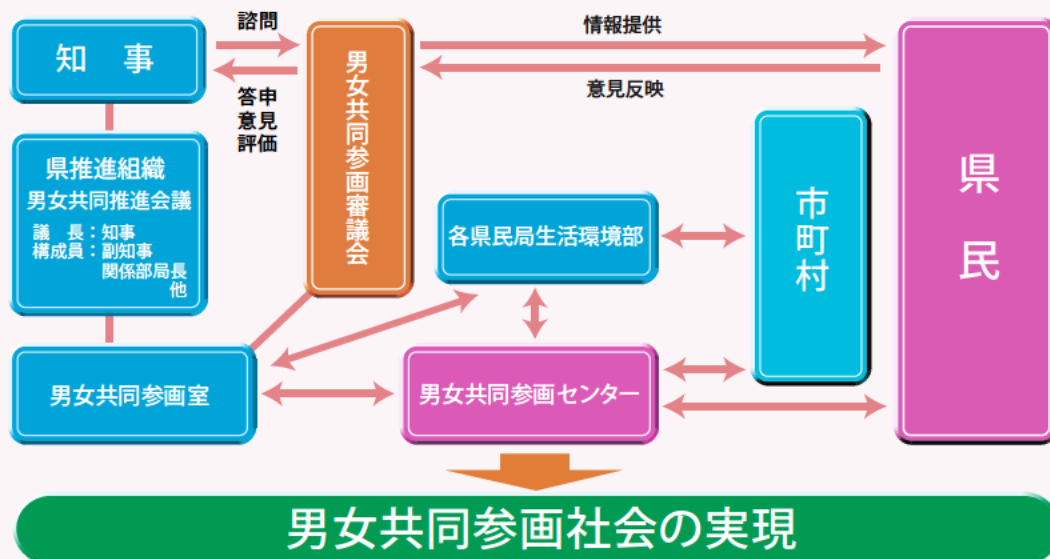 知　事
諮問
答申
意見
評価
男女共同参画審議会
情報提供
意見反映
県民
県推進組織
男女共同推進会議
議　長：知事
構成員：副知事
関係部局長
他
各県民局生活環境部
市町村
男女共同参画室
男女共同参画センター
男女共同参画社会の実現